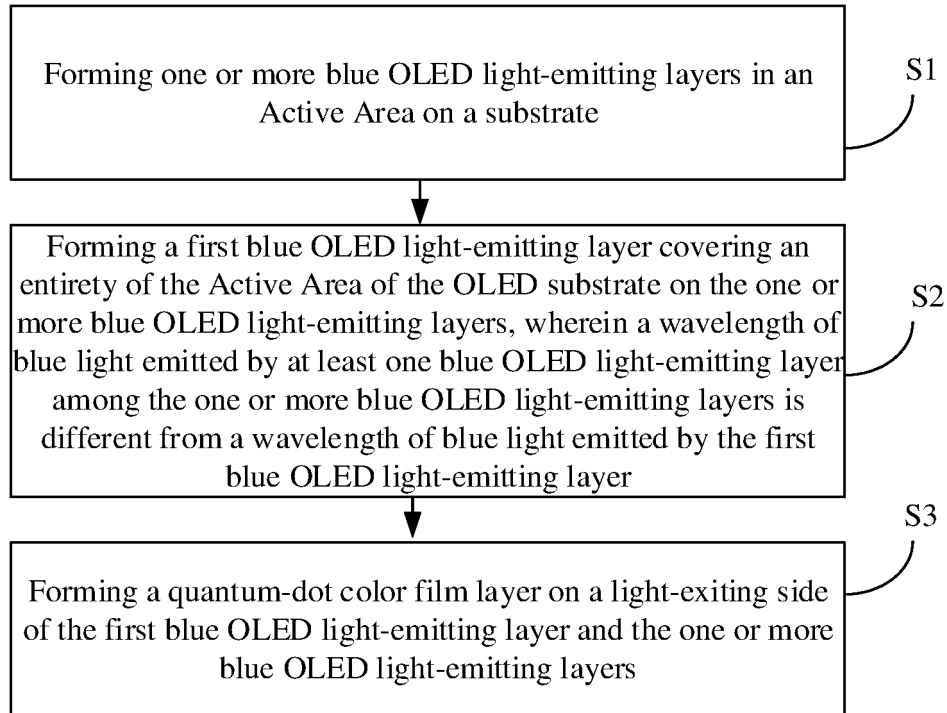 Forming one or more blue OLED light-emitting layers in an
Active Area on a substrate
S1
Forming a first blue OLED light-emitting layer covering an
entirety of the Active Area of the OLED substrate on the one or
more blue OLED light-emitting layers, wherein a wavelength of
blue light emitted by at least one blue OLED light-emitting layer
among the one or more blue OLED light-emitting layers is
different from a wavelength of blue light emitted by the first
blue OLED light-emitting layer
S2
Forming a quantum-dot color film layer on a light-exiting side
of the first blue OLED light-emitting layer and the one or more
blue OLED light-emitting layers
S3